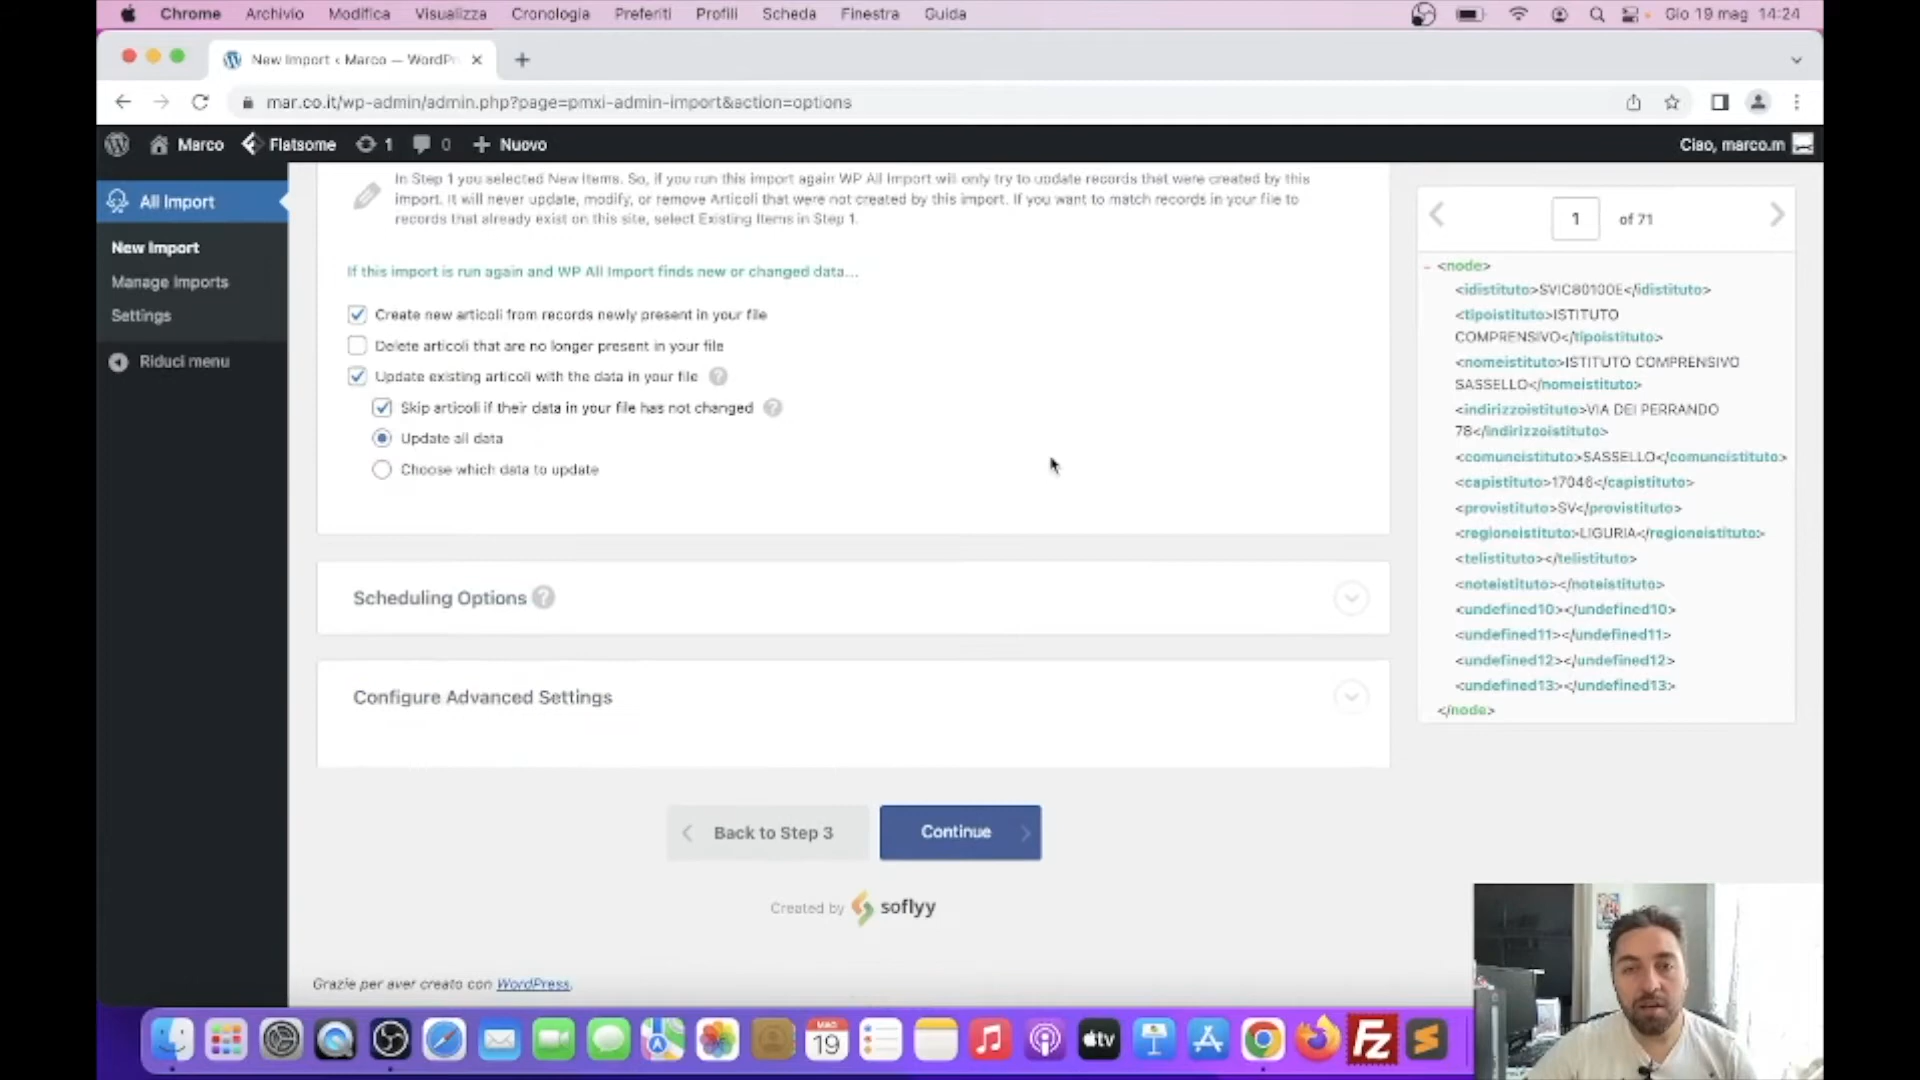 Chrome Archivio Modifica Visualizza Cronologia Preferiti Profili Scheda Finestra Guida Gio 19 mag 14:24
New Import ‹ Marco — WordPr
mar.co.it/wp-admin/admin.php?page=pmxi-admin-import&action=options
Marco Flatsome 1 0 Nuovo Ciao, marco.m
All Import
New Import
Manage Imports
Settings
Riduci menu
In Step 1 you selected New Items. So, if you run this import again WP All Import will only try to update records that were created by this
import. It will never update, modify, or remove Articoli that were not created by this import. If you want to match records in your file to
records that already exist on this site, select Existing Items in Step 1.
If this import is run again and WP All Import finds new or changed data...
Create new articoli from records newly present in your file
Delete articoli that are no longer present in your file
Update existing articoli with the data in your file ?
Skip articoli if their data in your file has not changed ?
Update all data
Choose which data to update
Scheduling Options ?
Configure Advanced Settings
Back to Step 3
Continue
Created by soflyy
Grazie per aver creato con WordPress.
1 of 71
– <node>
<idistituto>SVIC80100E</idistituto>
<tipoistituto>ISTITUTO
COMPRENSIVO</tipoistituto>
<nomeistituto>ISTITUTO COMPRENSIVO
SASSELLO</nomeistituto>
<indirizzoistituto>VIA DEI PERRANDO
78</indirizzoistituto>
<comuneistituto>SASSELLO</comuneistituto>
<capistituto>17046</capistituto>
<provistituto>SV</provistituto>
<regioneistituto>LIGURIA</regioneistituto>
<telistituto></telistituto>
<noteistituto></noteistituto>
<undefined10></undefined10>
<undefined11></undefined11>
<undefined12></undefined12>
<undefined13></undefined13>
</node>
MAG
19
tv
FZ